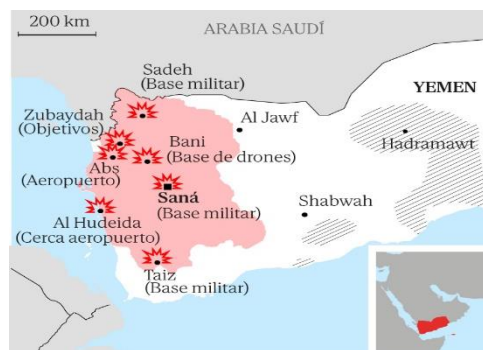 200 km
ARABIA SAUDÍ
Sadeh
(Base militar)
YEMEN
Zubaydah
(Objetivos)
Al Jawf
Bani
(Base de drones)
Hadramawt
Abs
(Aeropuerto)
Saná
(Base militar)
Shabwah
Al Hudeida
(Cerca aeropuerto)
Taiz
(Base militar)